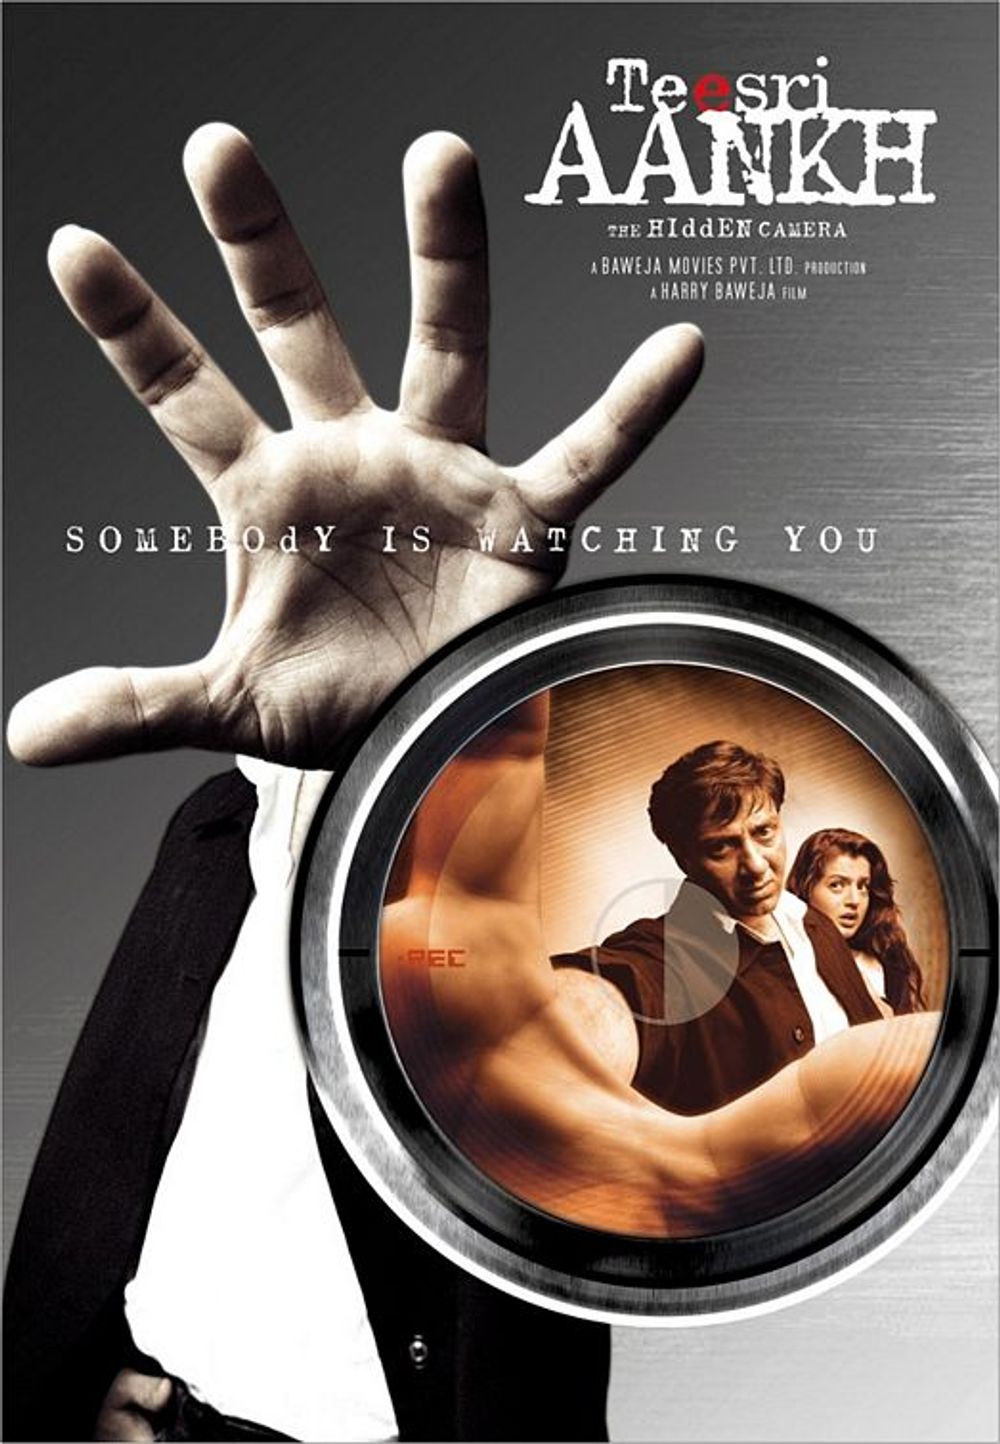 Teesri
AANKH
THE HIddEN CAMERA
A BAWEJA MOVIES PVT. LTD. PRODUCTION
A HARRY BAWEJA FILM
SOMEBOdY IS WATCHING YOU
REC